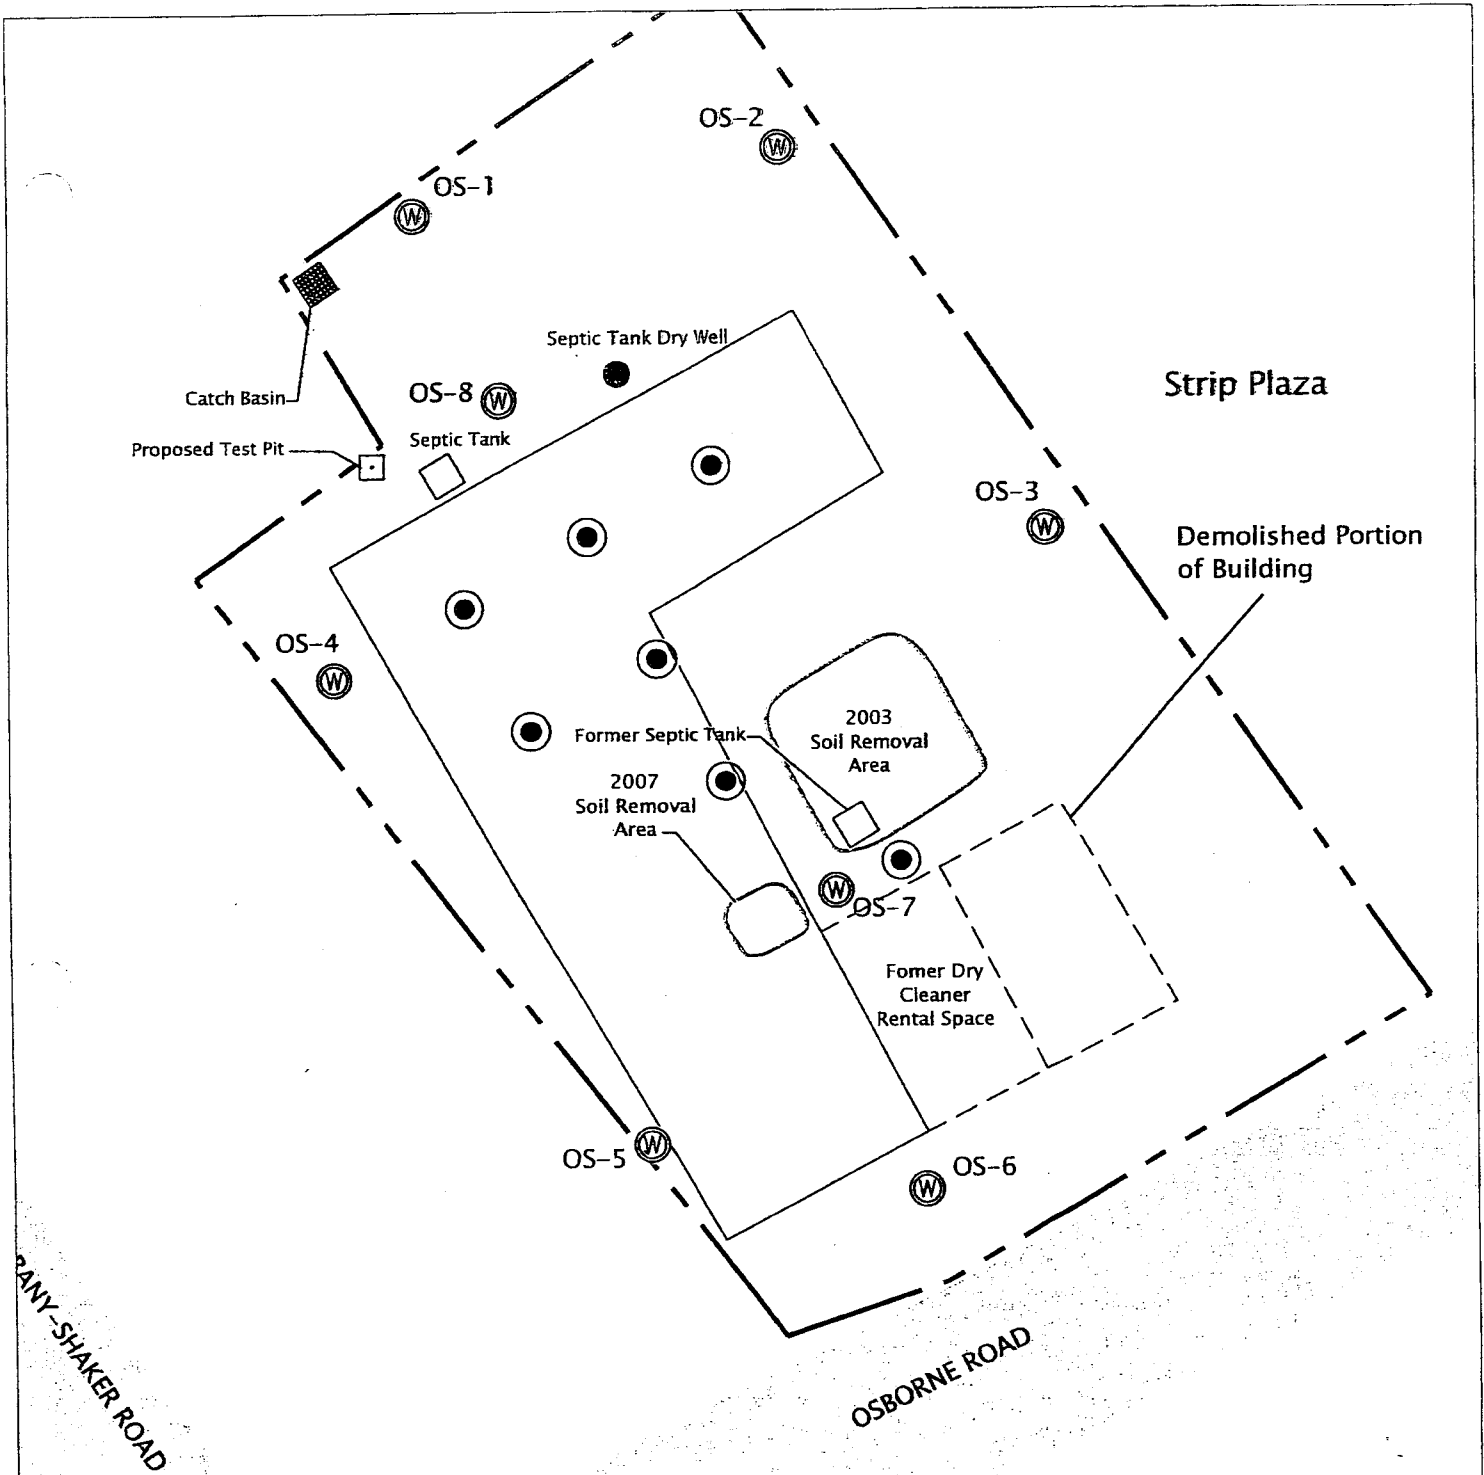 OS-2
W
OS-1
W
Septic Tank Dry Well
Strip Plaza
Catch Basin
OS-8 W
Proposed Test Pit
Septic Tank
OS-3
W
Demolished Portion
of Building
OS-4
W
2003
Soil Removal
Area
Former Septic Tank
2007
Soil Removal
Area
W
OS-7
Fomer Dry
Cleaner
Rental Space
OS-5 W
W OS-6
BANY-SHAKER ROAD
OSBORNE ROAD